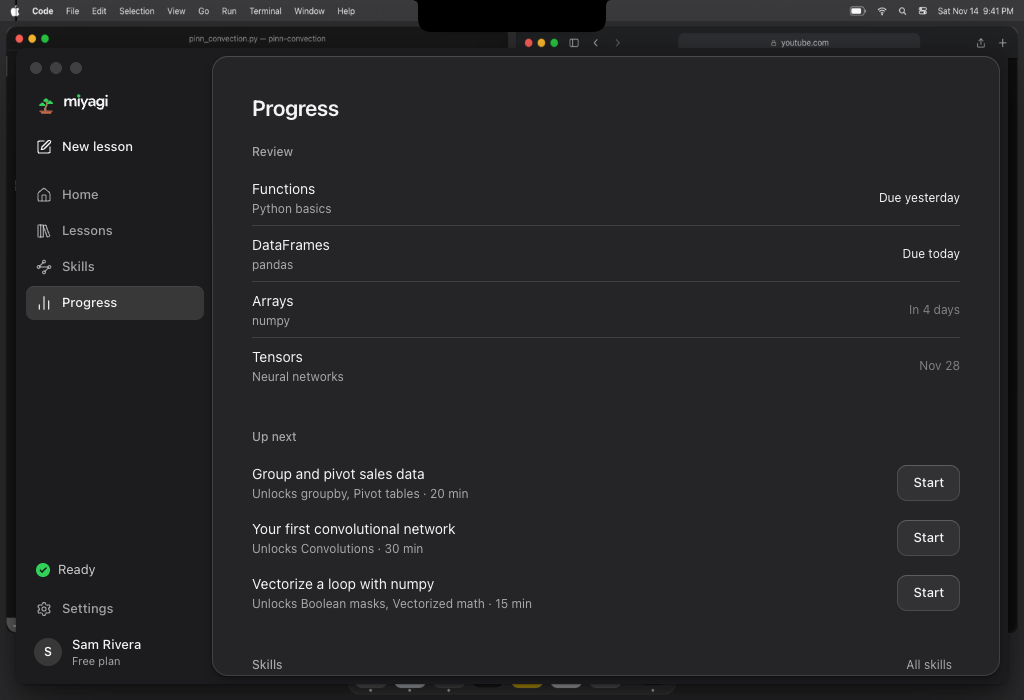 Code File Edit Selection View Go Run Terminal Window Help
Sat Nov 14 9:41 PM
pinn_convection.py — pinn-convection
youtube.com
miyagi
New lesson
Home
Lessons
Skills
Progress
Ready
Settings
S
Sam Rivera
Free plan
Progress
Review
Functions
Python basics
Due yesterday
DataFrames
pandas
Due today
Arrays
numpy
In 4 days
Tensors
Neural networks
Nov 28
Up next
Group and pivot sales data
Unlocks groupby, Pivot tables · 20 min
Start
Your first convolutional network
Unlocks Convolutions · 30 min
Start
Vectorize a loop with numpy
Unlocks Boolean masks, Vectorized math · 15 min
Start
Skills
All skills